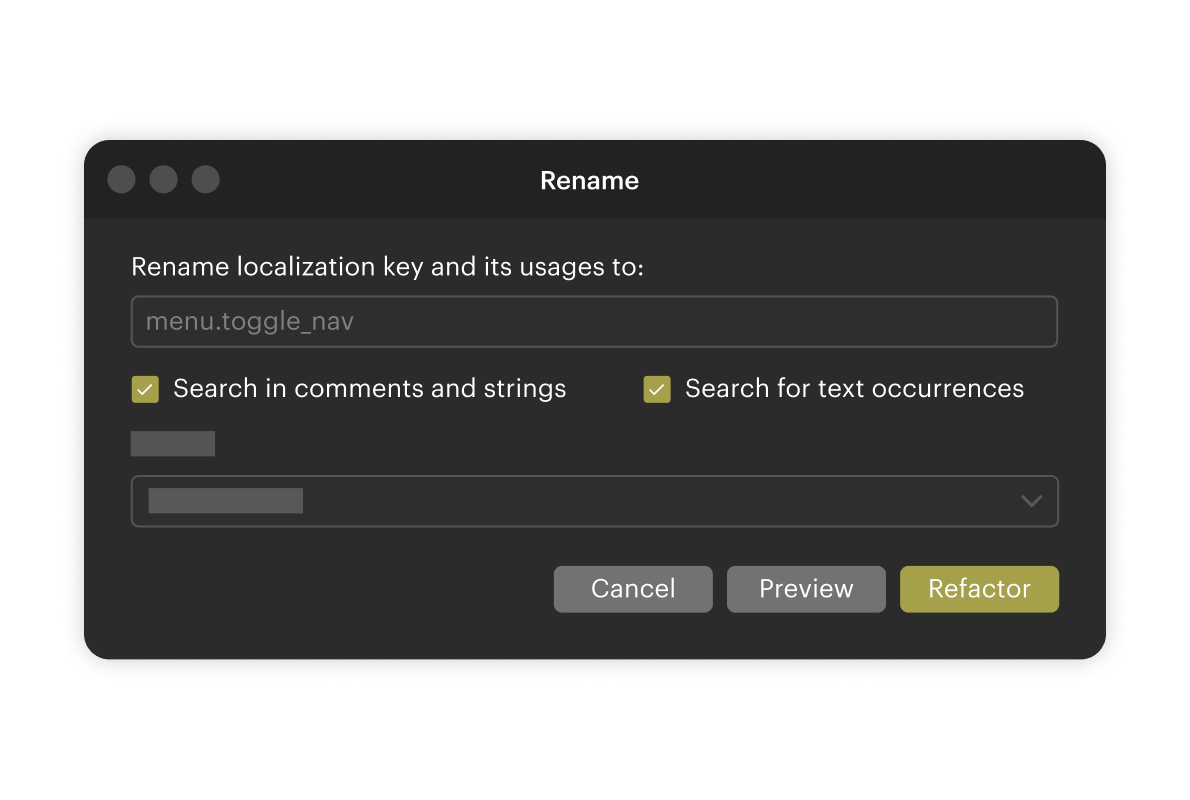 Rename
Rename localization key and its usages to:
menu.toggle_nav
Search in comments and strings
Search for text occurrences
Cancel
Preview
Refactor